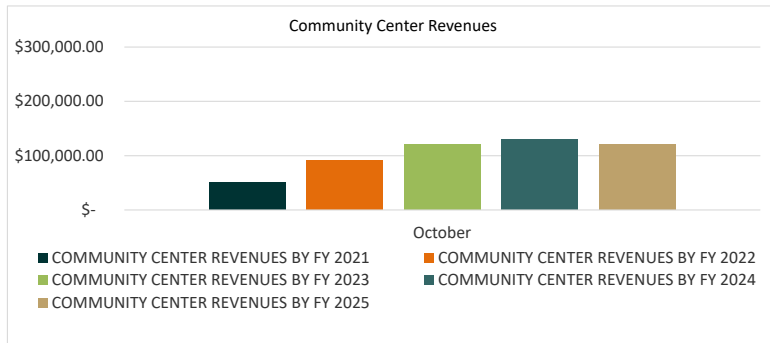 Community Center Revenues
$300,000.00
$200,000.00
$100,000.00
$-
October
COMMUNITY CENTER REVENUES BY FY 2021
COMMUNITY CENTER REVENUES BY FY 2022
COMMUNITY CENTER REVENUES BY FY 2023
COMMUNITY CENTER REVENUES BY FY 2024
COMMUNITY CENTER REVENUES BY FY 2025